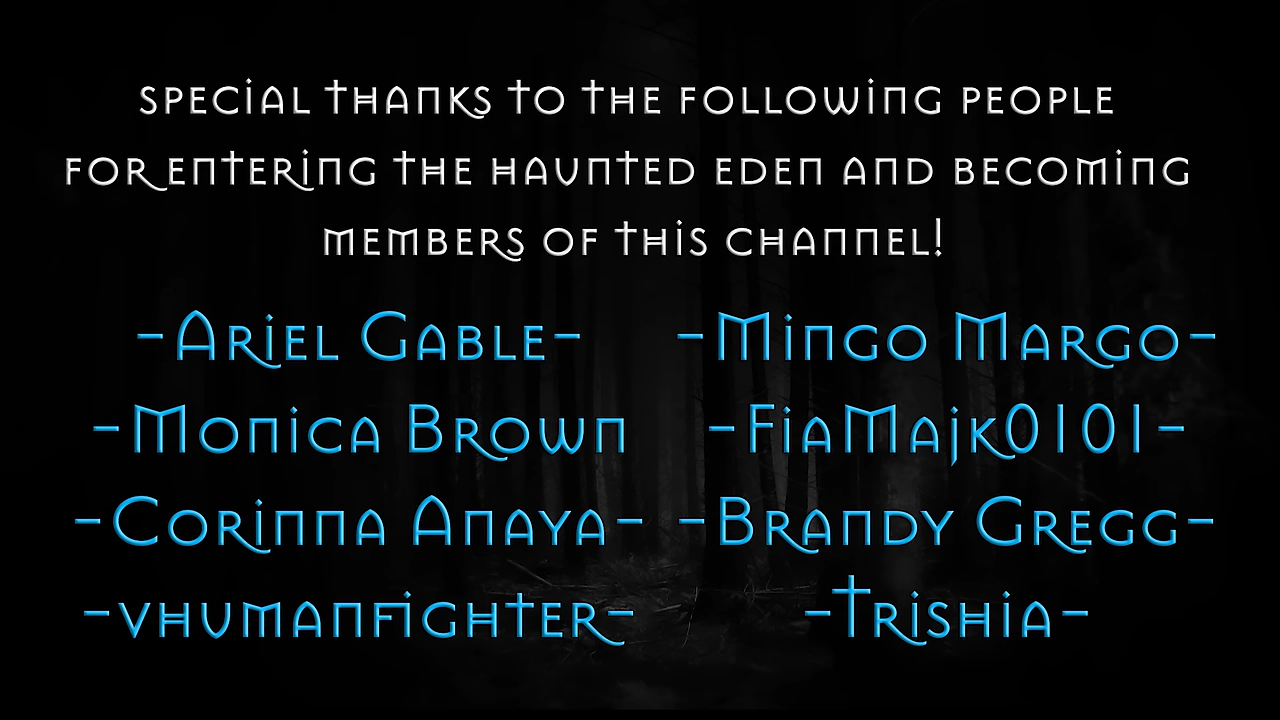 SPECIAL THANKS TO THE FOLLOWING PEOPLE
FOR ENTERING THE HAUNTED EDEN AND BECOMING
MEMBERS OF THIS CHANNEL!
-Ariel Gable- -Mingo Margo-
-Monica Brown -FiaMajk0101-
-Corinna Anaya- -Brandy Gregg-
-vhumanfighter- -Trishia-